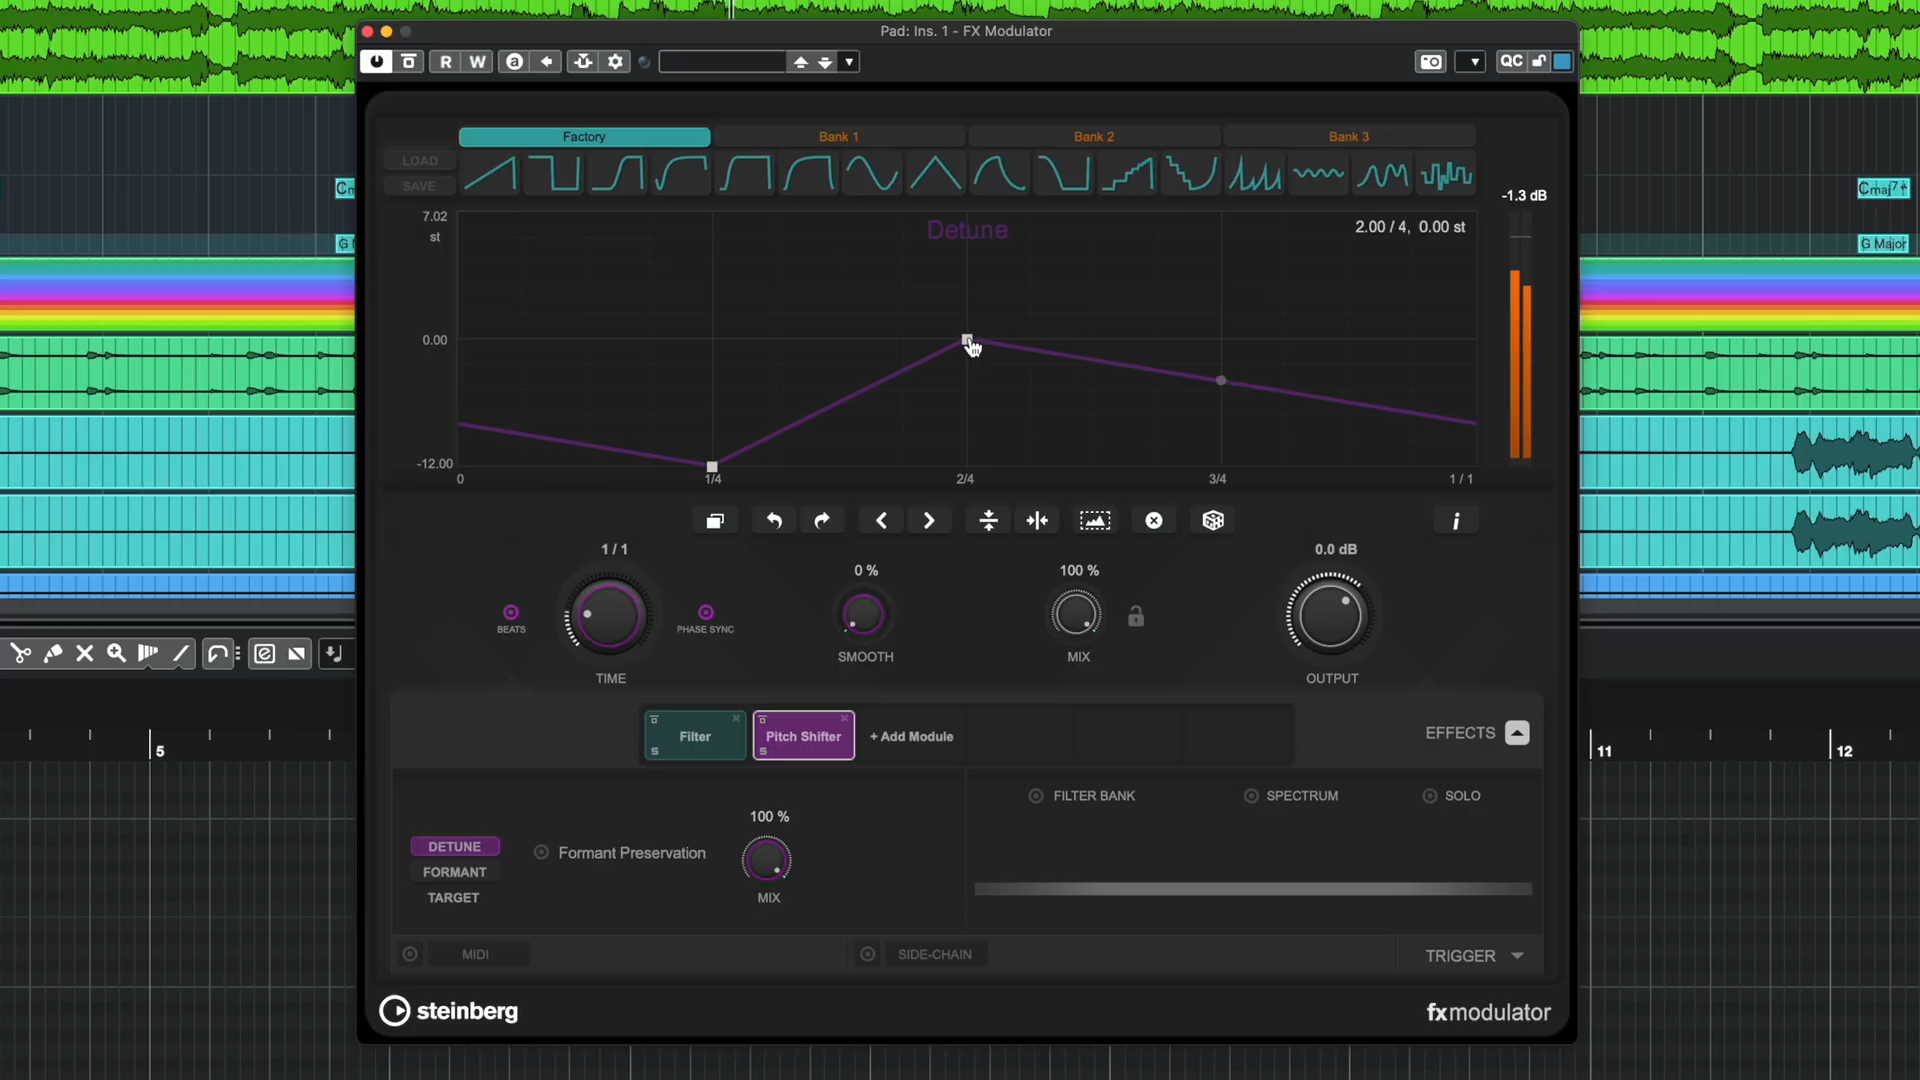 Pad: Ins. 1 - FX Modulator
R W a QC
Factory Bank 1 Bank 2 Bank 3
LOAD
SAVE
Cmaj7
-1.3 dB
7.02
st
Detune
2.00 / 4, 0.00 st
G Major
0.00
-12.00
0 1/4 2/4 3/4 1 / 1
i
1 / 1
0 %
100 %
0.0 dB
BEATS
PHASE SYNC
SMOOTH
MIX
TIME
OUTPUT
Filter
S
Pitch Shifter
S
+ Add Module
EFFECTS
5
11
12
FILTER BANK
SPECTRUM
SOLO
100 %
DETUNE
FORMANT
TARGET
Formant Preservation
MIX
MIDI
SIDE-CHAIN
TRIGGER
steinberg
fxmodulator